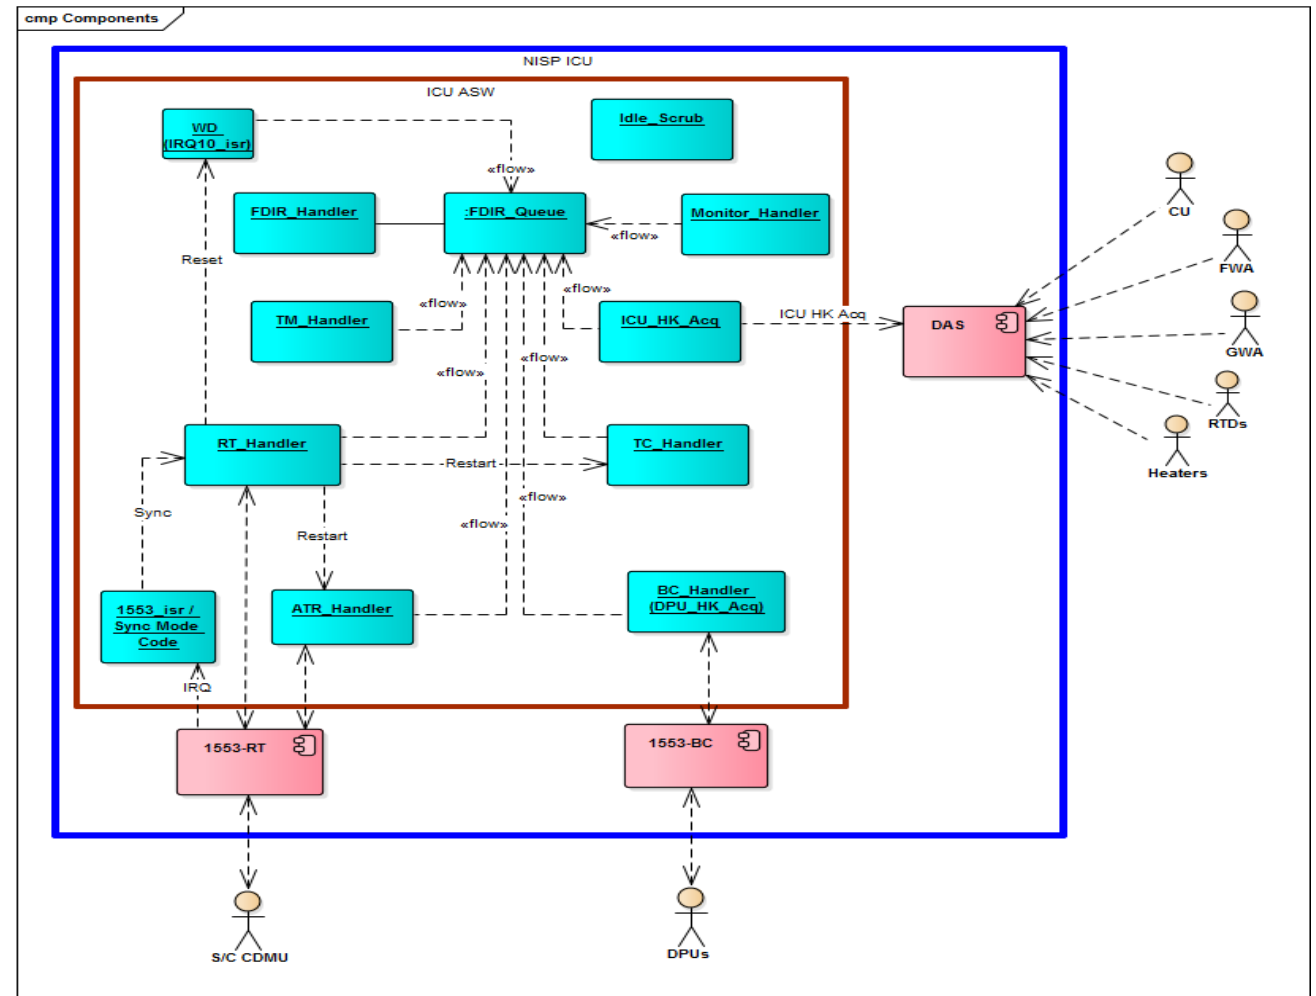 cmp Components
NISP ICU
ICU ASW
WD
(IRQ10_isr)
Idle_Scrub
«flow»
FDIR_Handler
:FDIR_Queue
Monitor_Handler
CU
«flow»
Reset
FWA
«flow»
«flow»
TM_Handler
ICU_HK_Acq
ICU HK Acq
DAS
GWA
«flow»
«flow»
RTDs
RT_Handler
TC_Handler
Restart
Heaters
«flow»
Sync
«flow»
Restart
1553_isr /
Sync Mode
Code
ATR_Handler
BC_Handler
(DPU_HK_Acq)
IRQ
1553-RT
1553-BC
S/C CDMU
DPUs